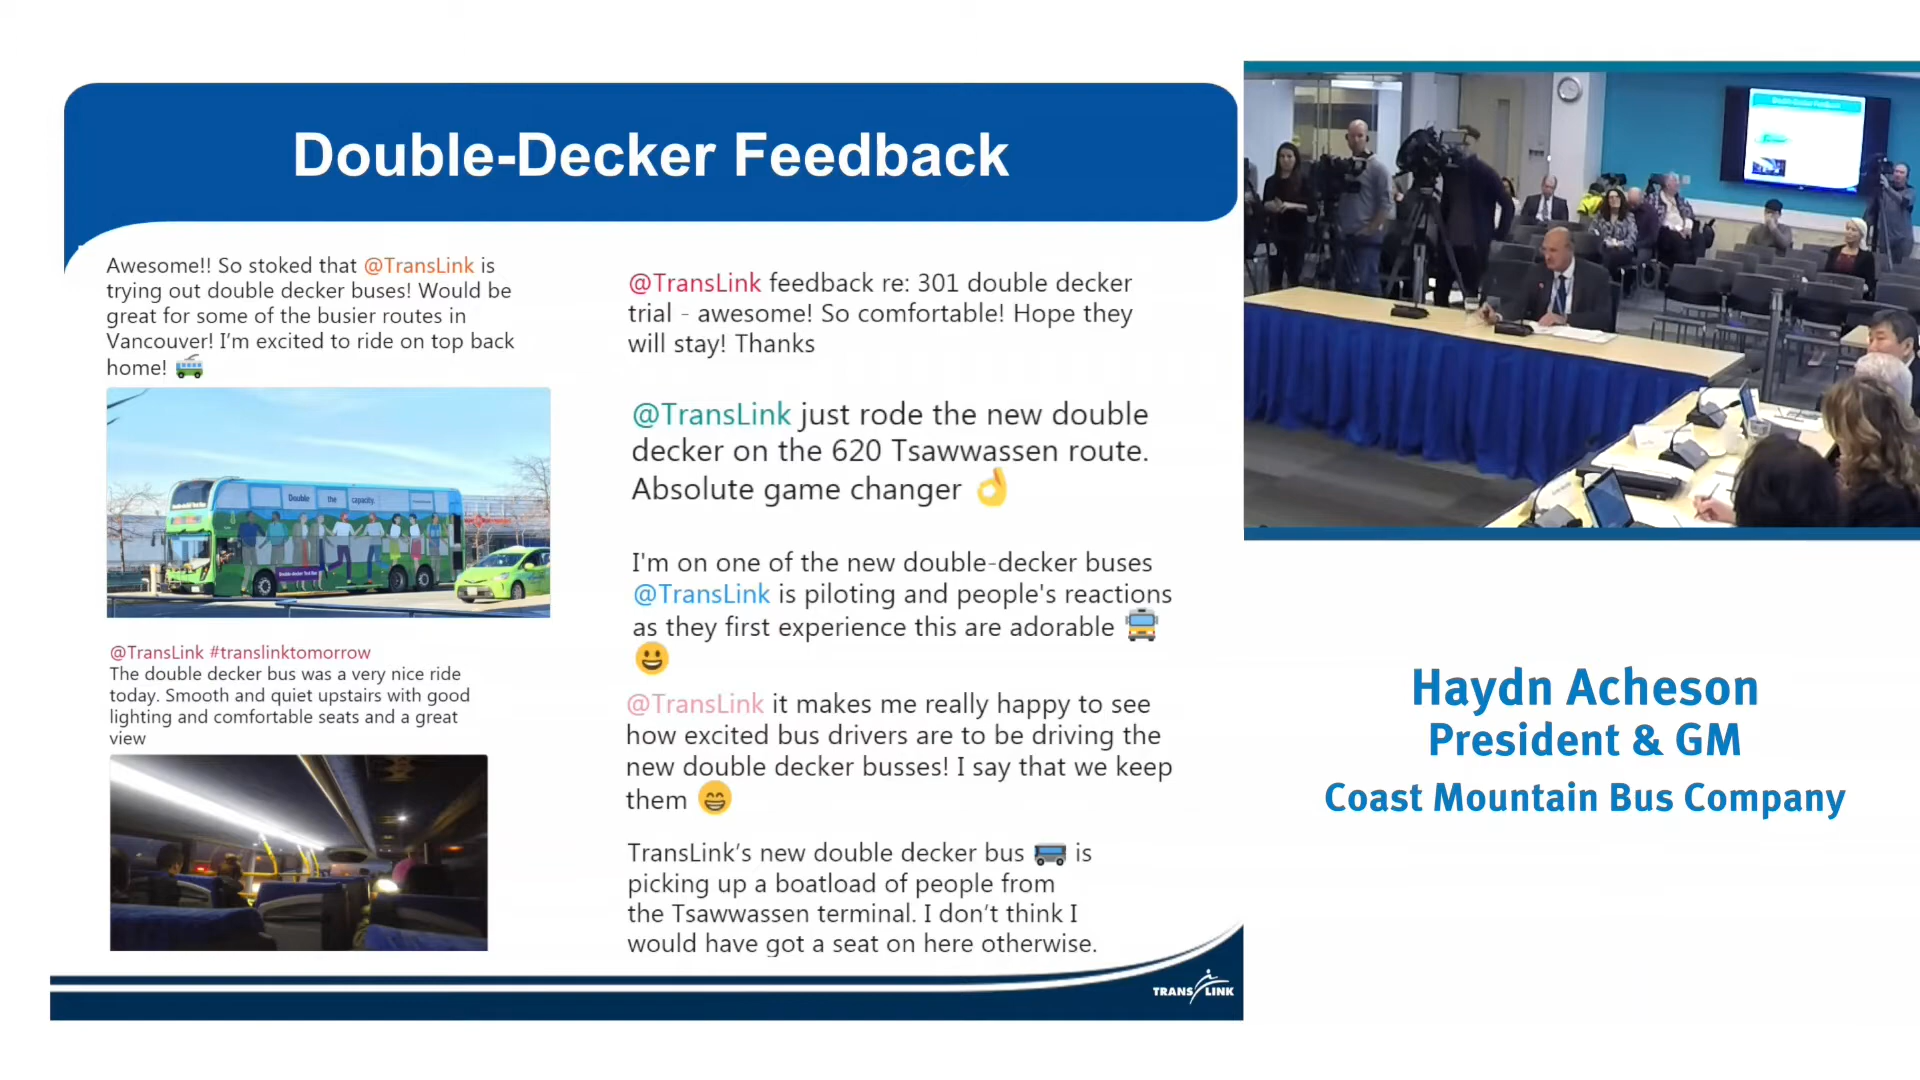 Double-Decker Feedback
Awesome!! So stoked that @TransLink is
trying out double decker buses! Would be
great for some of the busier routes in
Vancouver! I’m excited to ride on top back
home!
Double the capacity.
@TransLink #translinktomorrow
The double decker bus was a very nice ride
today. Smooth and quiet upstairs with good
lighting and comfortable seats and a great
view
@TransLink feedback re: 301 double decker
trial - awesome! So comfortable! Hope they
will stay! Thanks
@TransLink just rode the new double
decker on the 620 Tsawwassen route.
Absolute game changer 👌
I'm on one of the new double-decker buses
@TransLink is piloting and people's reactions
as they first experience this are adorable
😃
@TransLink it makes me really happy to see
how excited bus drivers are to be driving the
new double decker busses! I say that we keep
them 😄
TransLink’s new double decker bus is
picking up a boatload of people from
the Tsawwassen terminal. I don’t think I
would have got a seat on here otherwise.
TRANS LINK
Double-Decker Feedback
Haydn Acheson
President & GM
Coast Mountain Bus Company